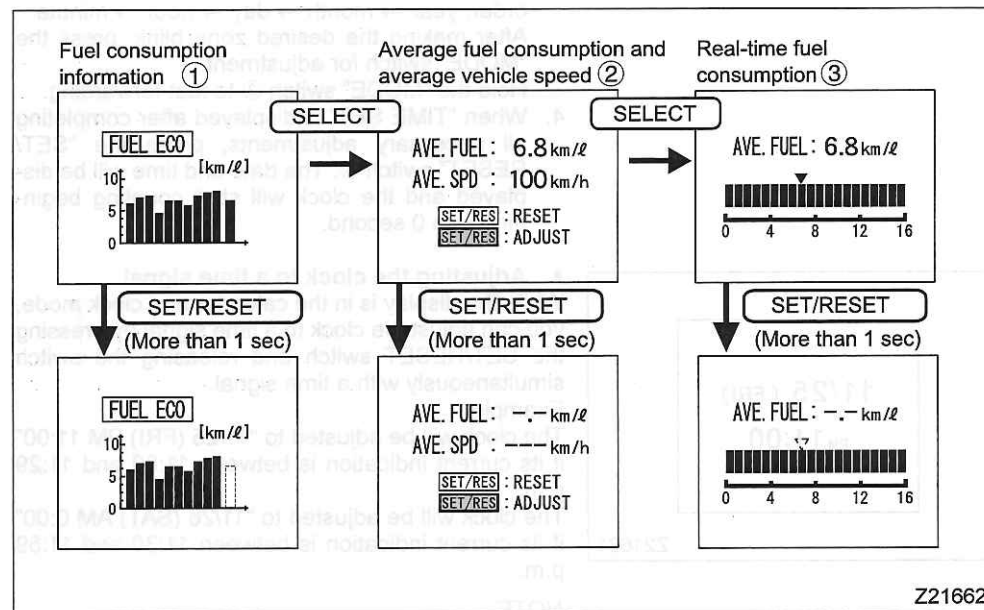 Fuel consumption
information ①
Average fuel consumption and
average vehicle speed ②
Real-time fuel
consumption ③
SELECT
SELECT
FUEL ECO
[km/ℓ]
10
5
0
AVE. FUEL: 6.8 km/ℓ
AVE. SPD : 100 km/h
SET/RES : RESET
SET/RES : ADJUST
AVE. FUEL: 6.8 km/ℓ
0 4 8 12 16
SET/RESET
(More than 1 sec)
SET/RESET
(More than 1 sec)
SET/RESET
(More than 1 sec)
FUEL ECO
[km/ℓ]
10
5
0
AVE. FUEL: -.- km/ℓ
AVE. SPD : --- km/h
SET/RES : RESET
SET/RES : ADJUST
AVE. FUEL: -.- km/ℓ
0 4 8 12 16
Z21662